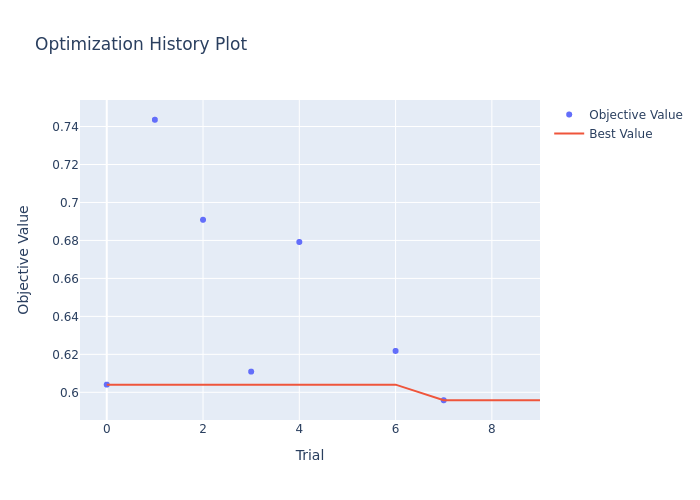 Optimization History Plot
Objective Value
Best Value
0.74
0.72
0.7
0.68
0.66
0.64
0.62
0.6
Objective Value
0 2 4 6 8
Trial